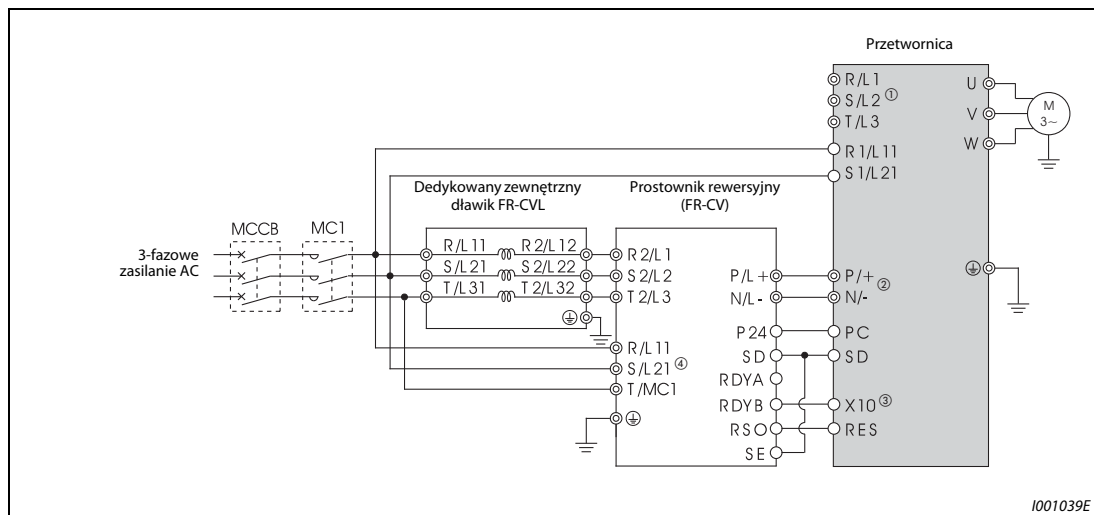 Przetwornica
R/L1
S/L2 ①
T/L3
R1/L11
S1/L21
U
V
W
M
3~
Dedykowany zewnętrzny
dławik FR-CVL
Prostownik rewersyjny
(FR-CV)
MCCB
MC1
3-fazowe
zasilanie AC
R/L11
R2/L12
S/L21
S2/L22
T/L31
T2/L32
R2/L1
S2/L2
T2/L3
P/L+
N/L-
P/+
②
N/-
P24
PC
SD
SD
R/L11
S/L21 ④
T/MC1
RDYA
RDYB
X10 ③
RSO
RES
SE
I001039E